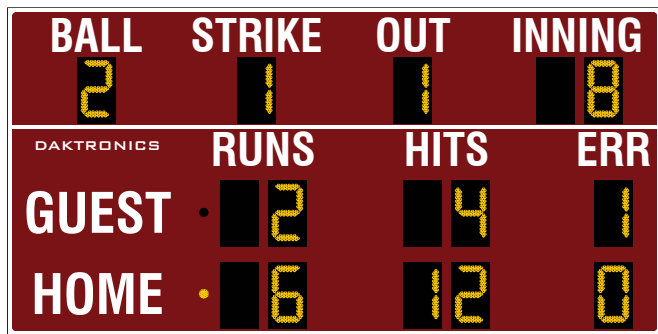 BALL STRIKE OUT INNING
2 1 1 8
DAKTRONICS RUNS HITS ERR
GUEST 2 4 1
HOME 6 12 0